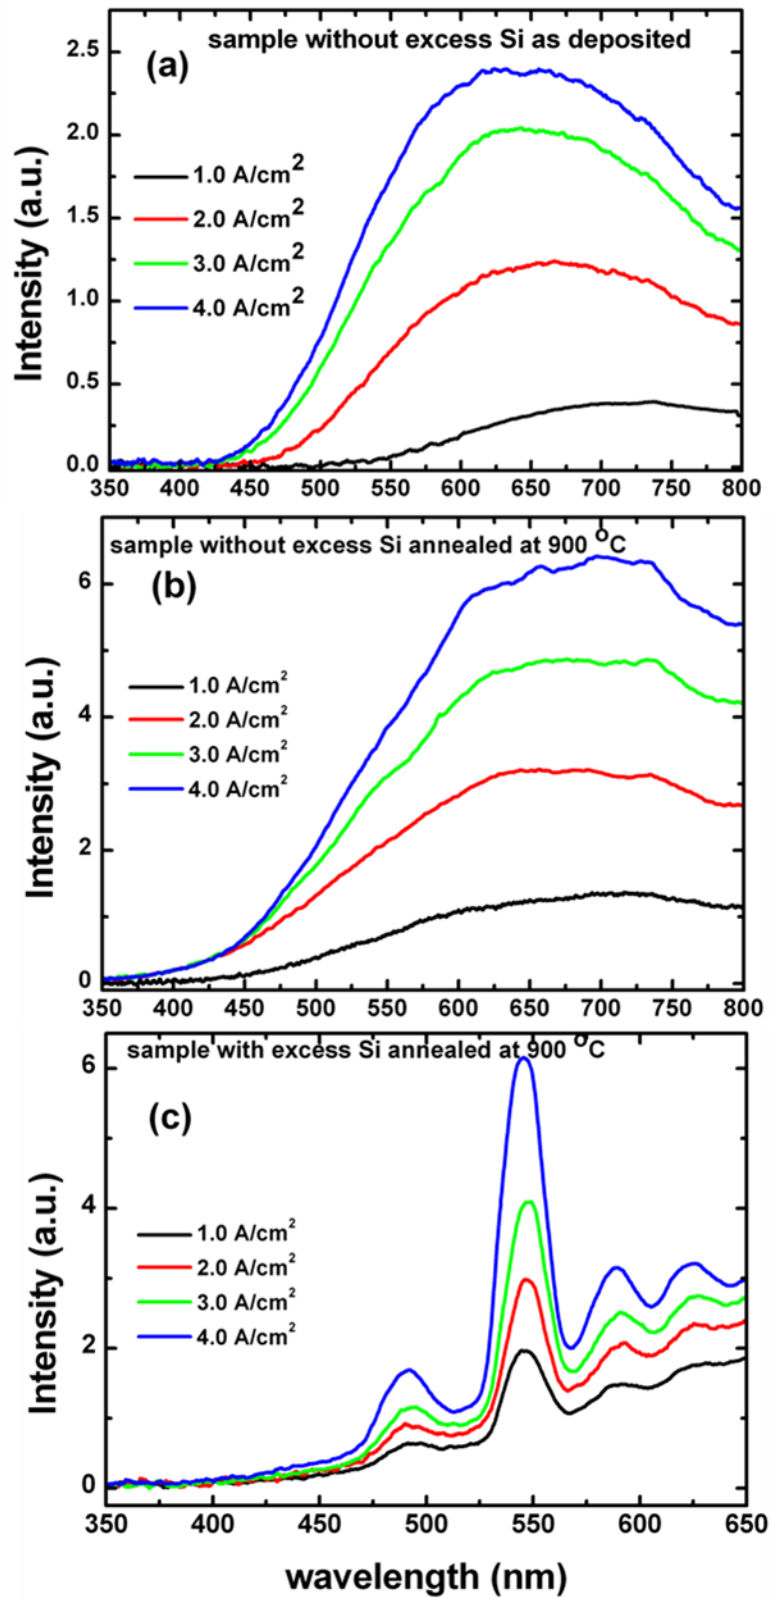 sample without excess Si as deposited
(a)
2.5
2.0
1.5
1.0
0.5
0.0
Intensity (a.u.)
1.0 A/cm²
2.0 A/cm²
3.0 A/cm²
4.0 A/cm²
350 400 450 500 550 600 650 700 750 800
sample without excess Si annealed at 900 °C
(b)
6
4
2
0
Intensity (a.u.)
1.0 A/cm²
2.0 A/cm²
3.0 A/cm²
4.0 A/cm²
350 400 450 500 550 600 650 700 750 800
sample with excess Si annealed at 900 °C
(c)
6
4
2
0
Intensity (a.u.)
1.0 A/cm²
2.0 A/cm²
3.0 A/cm²
4.0 A/cm²
350 400 450 500 550 600 650
wavelength (nm)